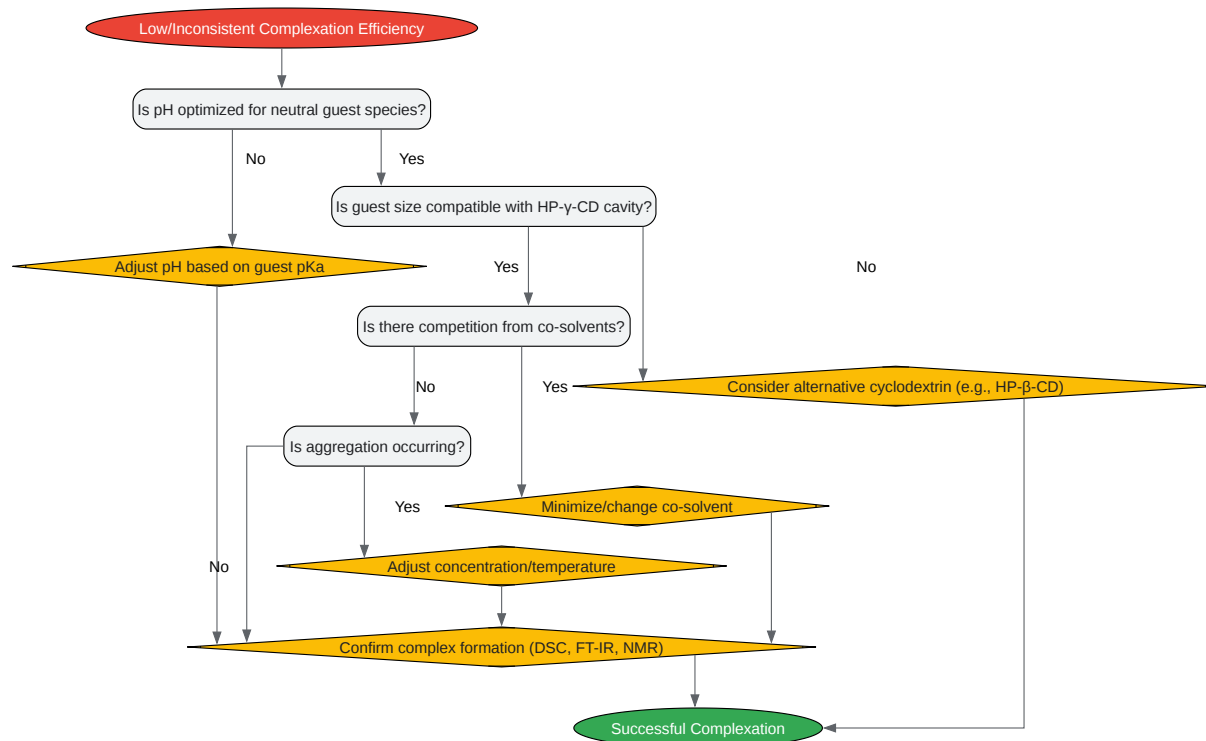 Low/Inconsistent Complexation Efficiency
Is pH optimized for neutral guest species?
No
Yes
Is guest size compatible with HP-γ-CD cavity?
Adjust pH based on guest pKa
Yes
No
Is there competition from co-solvents?
No
Yes
Consider alternative cyclodextrin (e.g., HP-β-CD)
Is aggregation occurring?
Yes
Minimize/change co-solvent
No
Adjust concentration/temperature
Confirm complex formation (DSC, FT-IR, NMR)
Successful Complexation